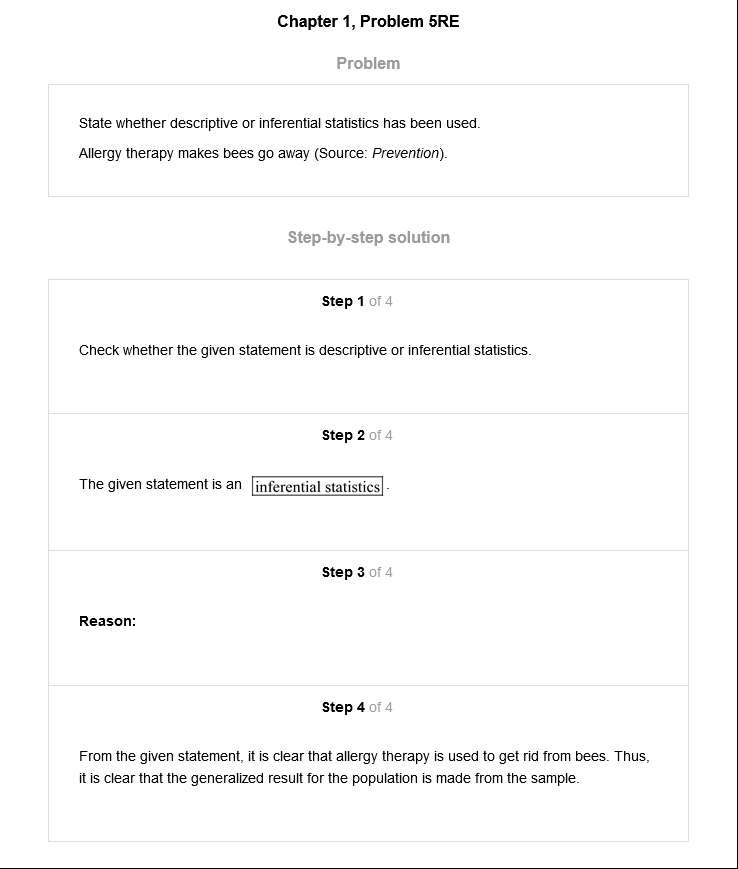 Chapter 1, Problem 5RE
Problem
State whether descriptive or inferential statistics has been used.
Allergy therapy makes bees go away (Source: Prevention).
Step-by-step solution
Step 1 of 4
Check whether the given statement is descriptive or inferential statistics.
Step 2 of 4
The given statement is an inferential statistics .
Step 3 of 4
Reason:
Step 4 of 4
From the given statement, it is clear that allergy therapy is used to get rid from bees. Thus,
it is clear that the generalized result for the population is made from the sample.